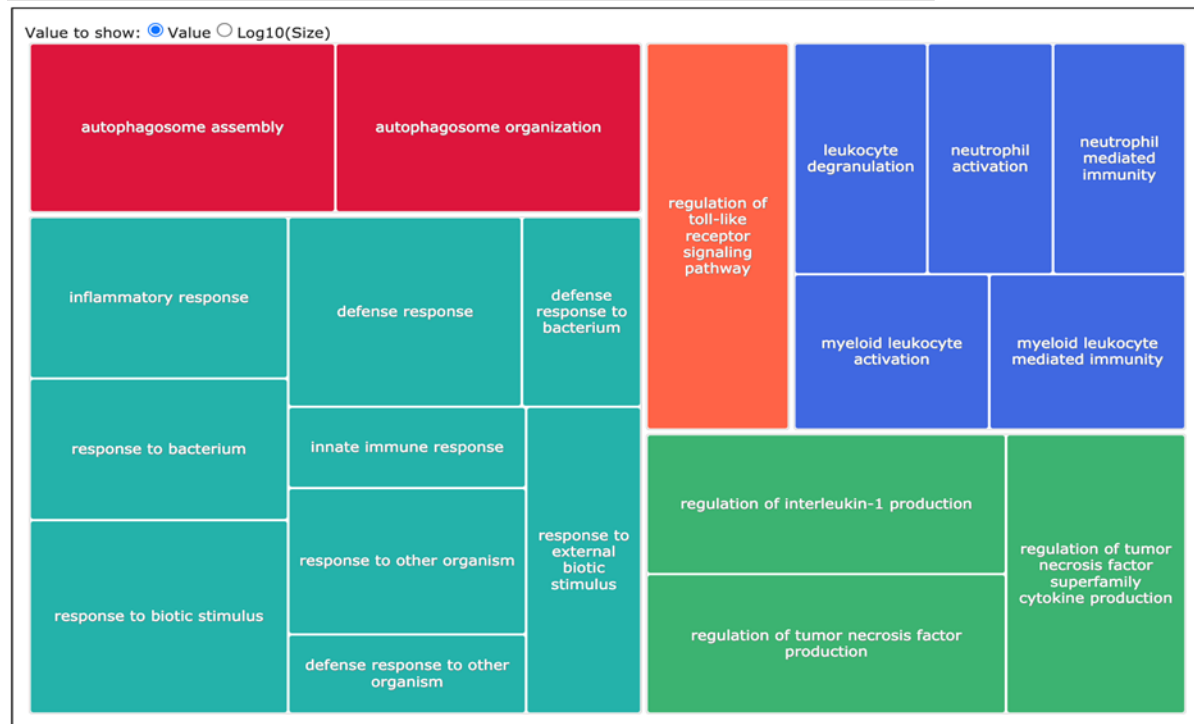 Value to show: Value Log10(Size)
autophagosome assembly
autophagosome organization
inflammatory response
defense response
defense
response to
bacterium
response to bacterium
innate immune response
response to biotic stimulus
response to other organism
defense response to other
organism
response to
external
biotic
stimulus
regulation of
toll-like
receptor
signaling
pathway
leukocyte
degranulation
neutrophil
activation
neutrophil
mediated
immunity
myeloid leukocyte
activation
myeloid leukocyte
mediated immunity
regulation of interleukin-1 production
regulation of tumor necrosis factor
production
regulation of tumor
necrosis factor
superfamily
cytokine production